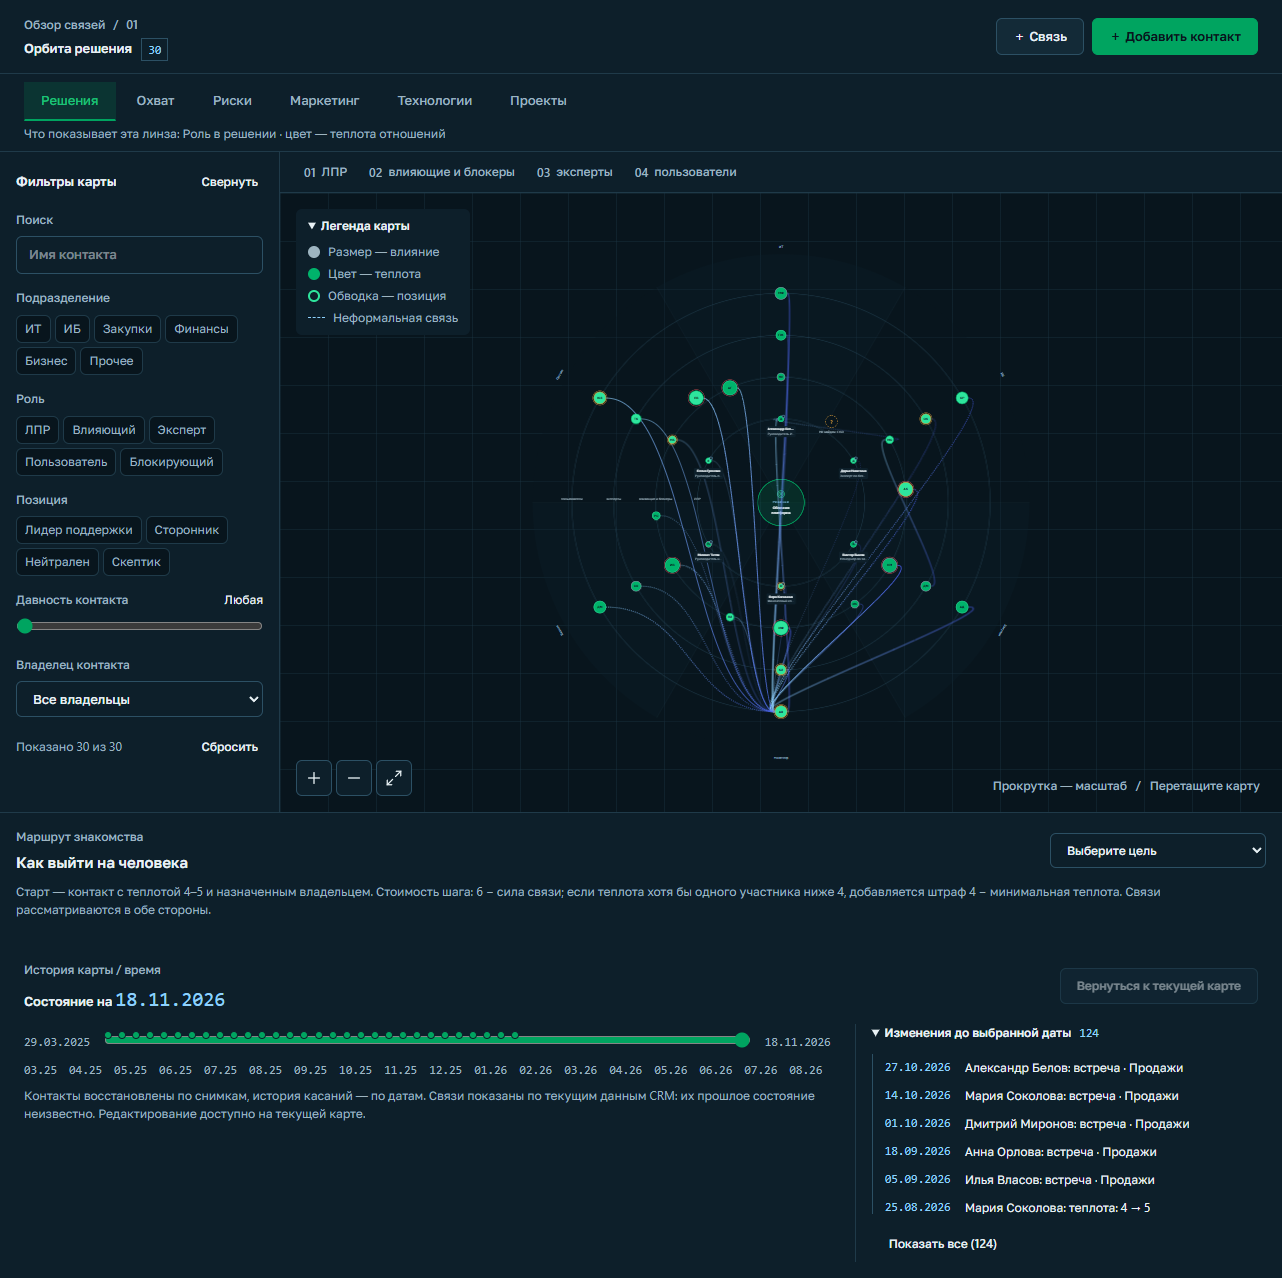 Обзор связей / 01
Орбита решения 30
+ Связь
+ Добавить контакт
Решения
Охват
Риски
Маркетинг
Технологии
Проекты
Что показывает эта линза: Роль в решении · цвет — теплота отношений
Фильтры карты
Свернуть
Поиск
Имя контакта
Подразделение
ИТ
ИБ
Закупки
Финансы
Бизнес
Прочее
Роль
ЛПР
Влияющий
Эксперт
Пользователь
Блокирующий
Позиция
Лидер поддержки
Сторонник
Нейтрален
Скептик
Давность контакта
Любая
Владелец контакта
Все владельцы
Показано 30 из 30
Сбросить
01 ЛПР
02 влияющие и блокеры
03 эксперты
04 пользователи
▼ Легенда карты
Размер — влияние
Цвет — теплота
Обводка — позиция
Неформальная связь
Прокрутка — масштаб / Перетащите карту
Маршрут знакомства
Как выйти на человека
Выберите цель
Старт — контакт с теплотой 4–5 и назначенным владельцем. Стоимость шага: 6 − сила связи; если теплота хотя бы одного участника ниже 4, добавляется штраф 4 − минимальная теплота. Связи
рассматриваются в обе стороны.
История карты / время
Состояние на 18.11.2026
Вернуться к текущей карте
29.03.2025
18.11.2026
03.25 04.25 05.25 06.25 07.25 08.25 09.25 10.25 11.25 12.25 01.26 02.26 03.26 04.26 05.26 06.26 07.26 08.26
Контакты восстановлены по снимкам, история касаний — по датам. Связи показаны по текущим данным CRM: их прошлое состояние
неизвестно. Редактирование доступно на текущей карте.
▼ Изменения до выбранной даты 124
27.10.2026 Александр Белов: встреча · Продажи
14.10.2026 Мария Соколова: встреча · Продажи
01.10.2026 Дмитрий Миронов: встреча · Продажи
18.09.2026 Анна Орлова: встреча · Продажи
05.09.2026 Илья Власов: встреча · Продажи
25.08.2026 Мария Соколова: теплота: 4 → 5
Показать все (124)